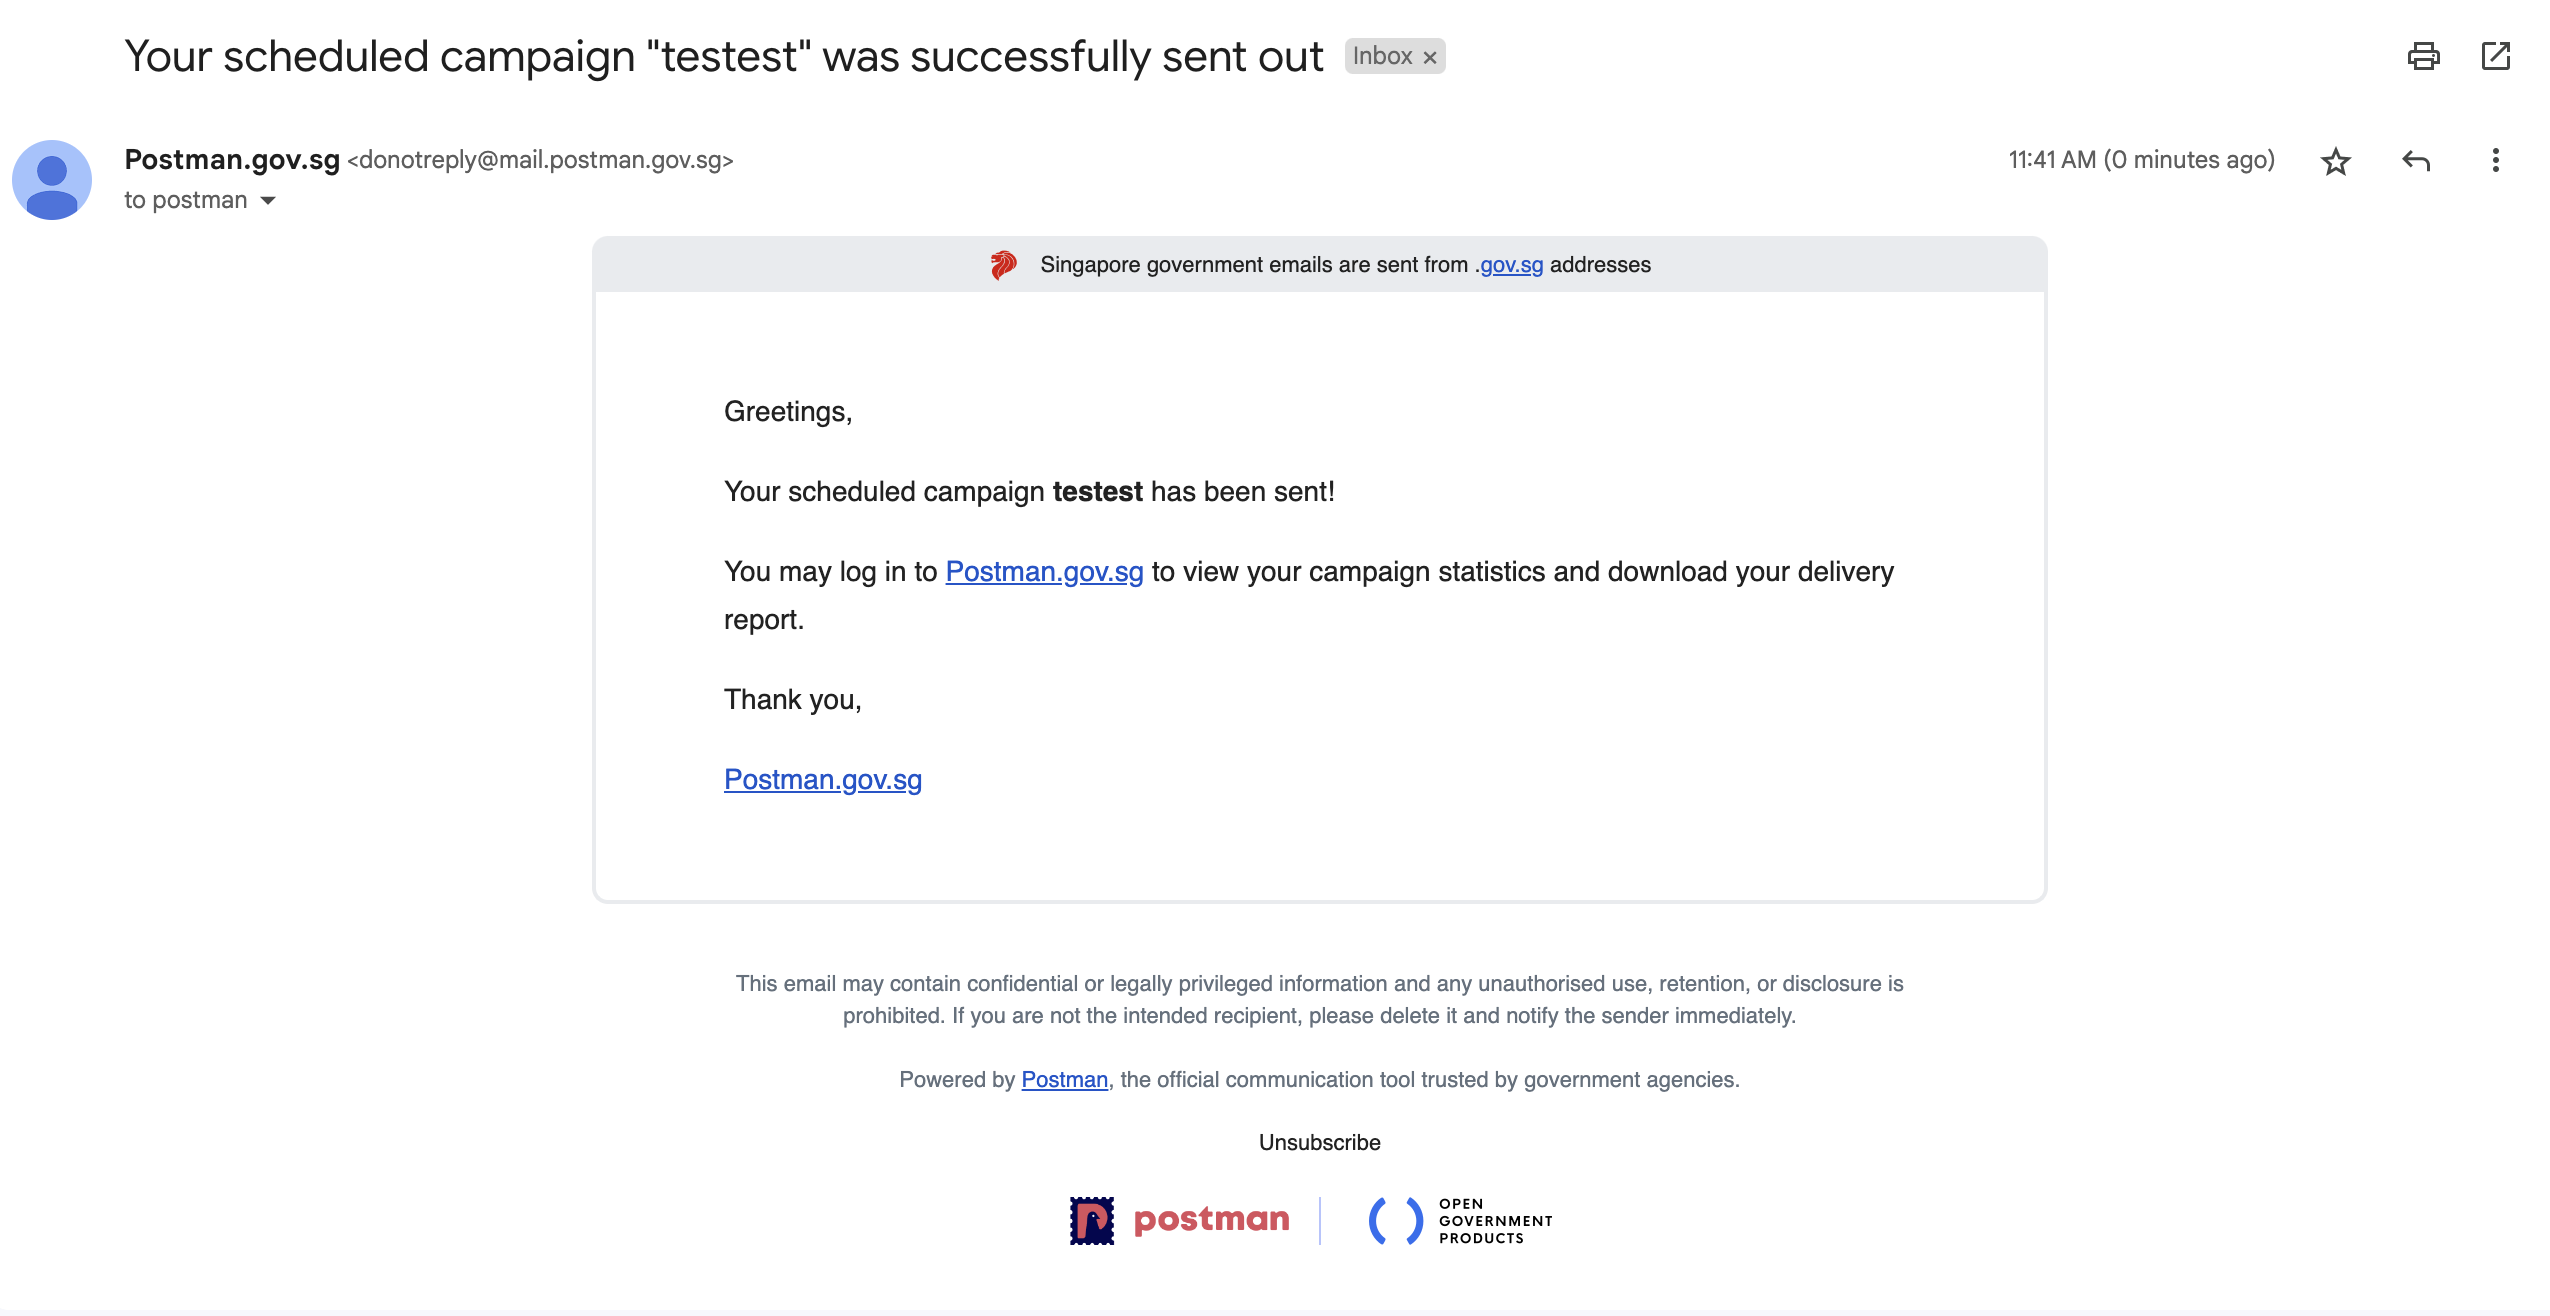 Your scheduled campaign "testest" was successfully sent out Inbox ×
Postman.gov.sg <donotreply@mail.postman.gov.sg> 11:41 AM (0 minutes ago)
to postman
Singapore government emails are sent from .gov.sg addresses
Greetings,
Your scheduled campaign testest has been sent!
You may log in to Postman.gov.sg to view your campaign statistics and download your delivery
report.
Thank you,
Postman.gov.sg
This email may contain confidential or legally privileged information and any unauthorised use, retention, or disclosure is
prohibited. If you are not the intended recipient, please delete it and notify the sender immediately.
Powered by Postman, the official communication tool trusted by government agencies.
Unsubscribe
postman
OPEN
GOVERNMENT
PRODUCTS